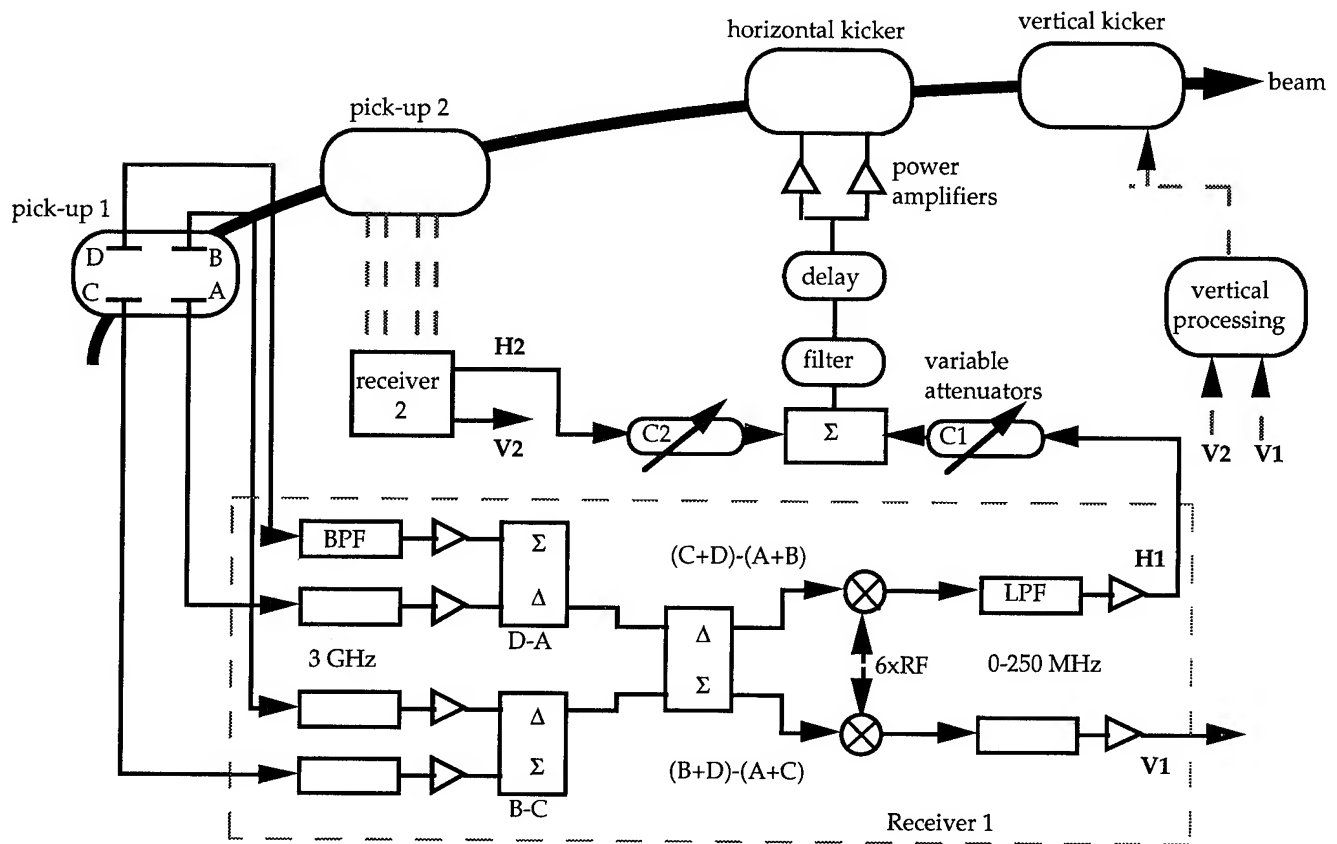 horizontal kicker
vertical kicker
beam
pick-up 2
power
amplifiers
pick-up 1
D
B
C
A
delay
vertical
processing
H2
filter
variable
attenuators
receiver
2
C2
Σ
C1
V2
V2
V1
BPF
Σ
(C+D)-(A+B)
H1
Δ
LPF
D-A
Δ
3 GHz
6xRF
0-250 MHz
Σ
Δ
Σ
(B+D)-(A+C)
V1
B-C
Receiver 1